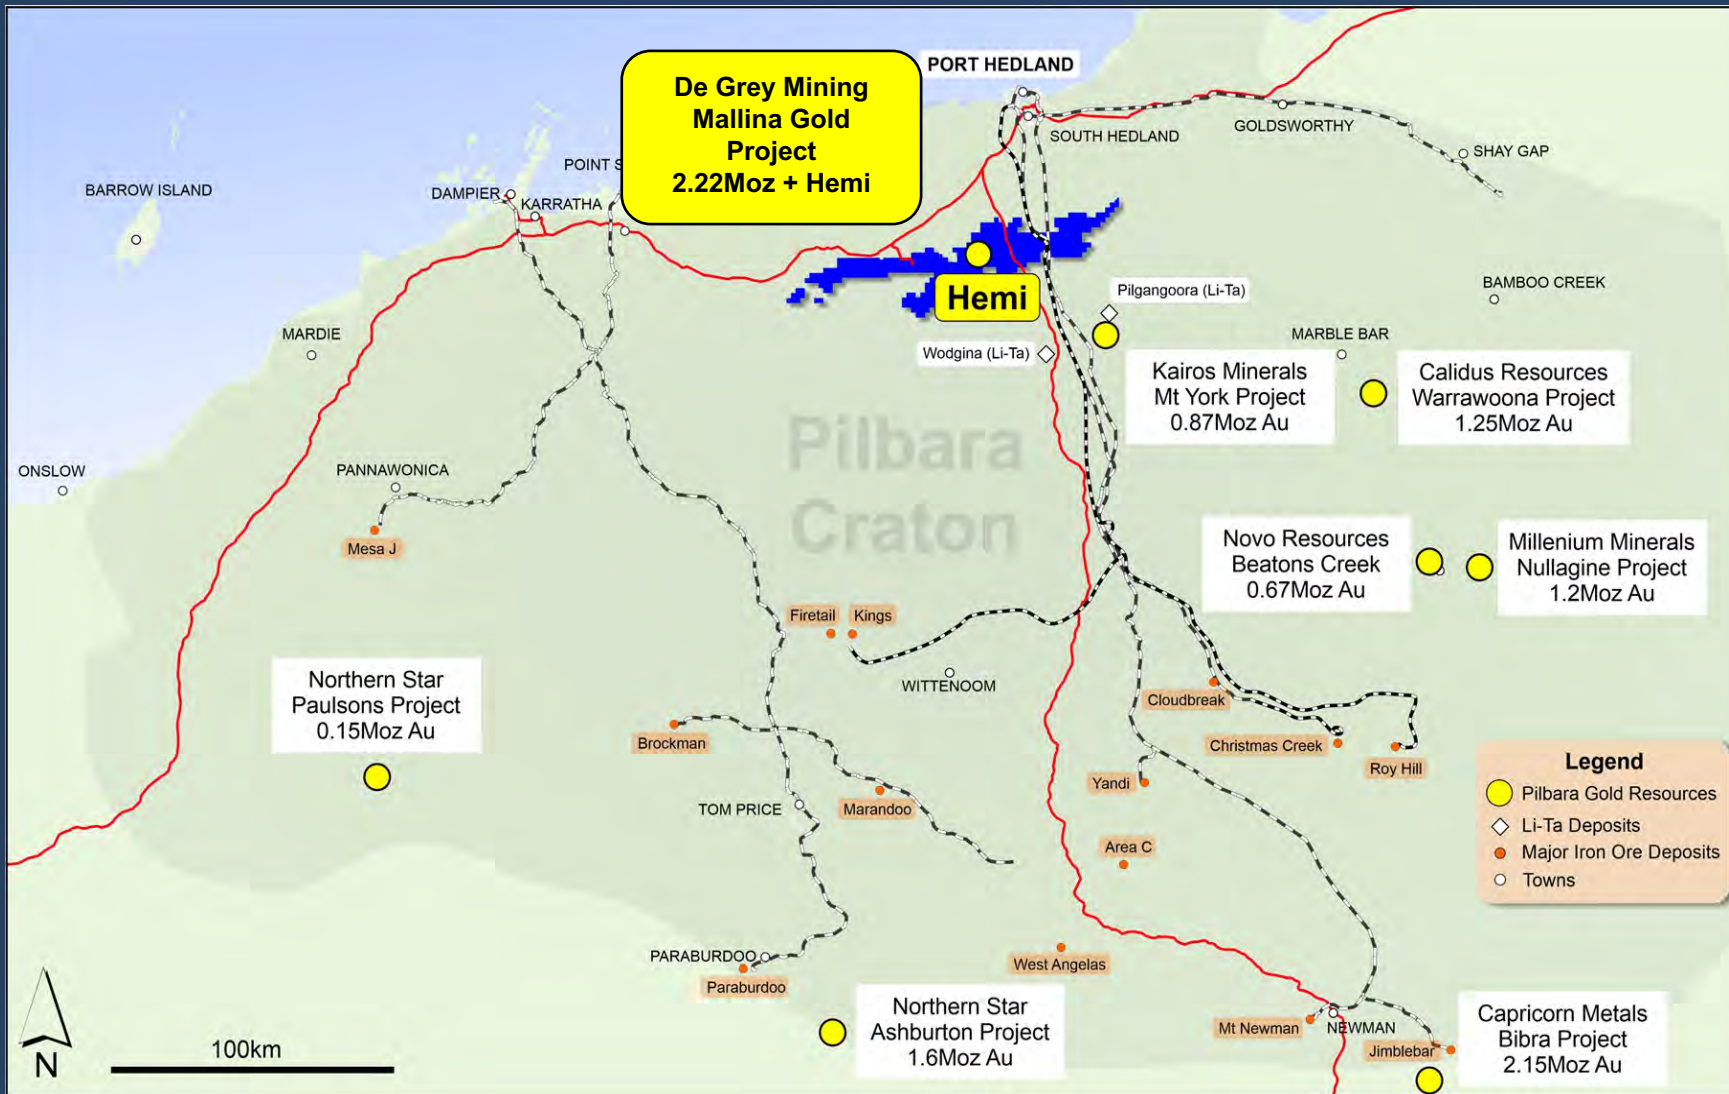 De Grey Mining
Mallina Gold
Project
2.22Moz + Hemi
PORT HEDLAND
SOUTH HEDLAND
GOLDSWORTHY
SHAY GAP
POINT S
BARROW ISLAND
DAMPIER
KARRATHA
Hemi
Pilgangoora (Li-Ta)
BAMBOO CREEK
MARDIE
MARBLE BAR
Wodgina (Li-Ta)
Kairos Minerals
Mt York Project
0.87Moz Au
Calidus Resources
Warrawoona Project
1.25Moz Au
Pilbara
Craton
ONSLOW
PANNAWONICA
Mesa J
Novo Resources
Beatons Creek
0.67Moz Au
Millenium Minerals
Nullagine Project
1.2Moz Au
Firetail
Kings
WITTENOOM
Northern Star
Paulsons Project
0.15Moz Au
Cloudbreak
Brockman
Christmas Creek
Roy Hill
Yandi
TOM PRICE
Marandoo
Area C
Legend
Pilbara Gold Resources
Li-Ta Deposits
Major Iron Ore Deposits
Towns
PARABURDOO
Paraburdoo
West Angelas
Northern Star
Ashburton Project
1.6Moz Au
Mt Newman
NEWMAN
Jimblebar
Capricorn Metals
Bibra Project
2.15Moz Au
N
100km